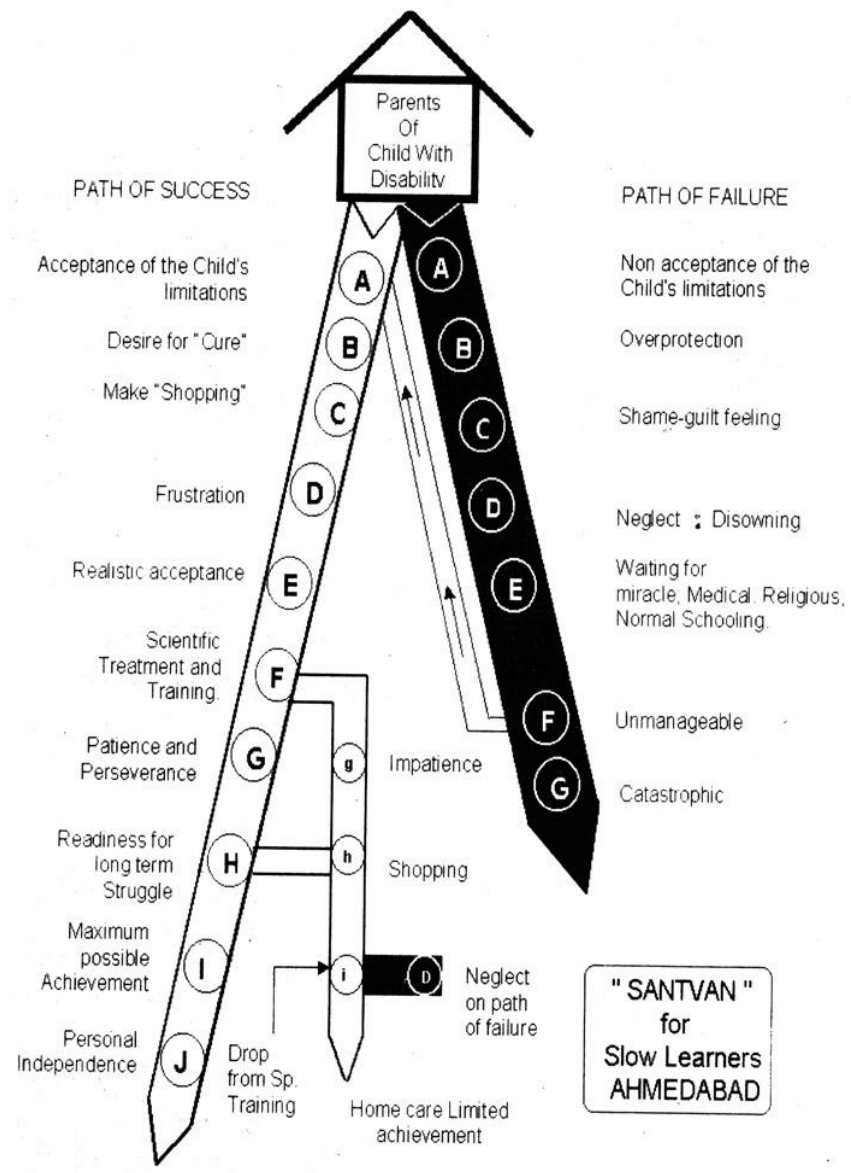 Parents
Of
Child With
Disability
PATH OF SUCCESS
Acceptance of the Child's
limitations
Desire for "Cure"
Make "Shopping"
Frustration
Realistic acceptance
Scientific
Treatment and
Training.
Patience and
Perseverance
Readiness for
long term
Struggle
Maximum
possible
Achievement
Personal
Independence
A
B
C
D
E
F
G
H
I
J
g
h
i
D
Impatience
Shopping
Neglect
on path
of failure
Drop
from Sp.
Training
Home care Limited
achievement
PATH OF FAILURE
A
B
C
D
E
F
G
Non acceptance of the
Child's limitations
Overprotection
Shame-guilt feeling
Neglect : Disowning
Waiting for
miracle, Medical. Religious,
Normal Schooling.
Unmanageable
Catastrophic
" SANTVAN "
for
Slow Learners
AHMEDABAD